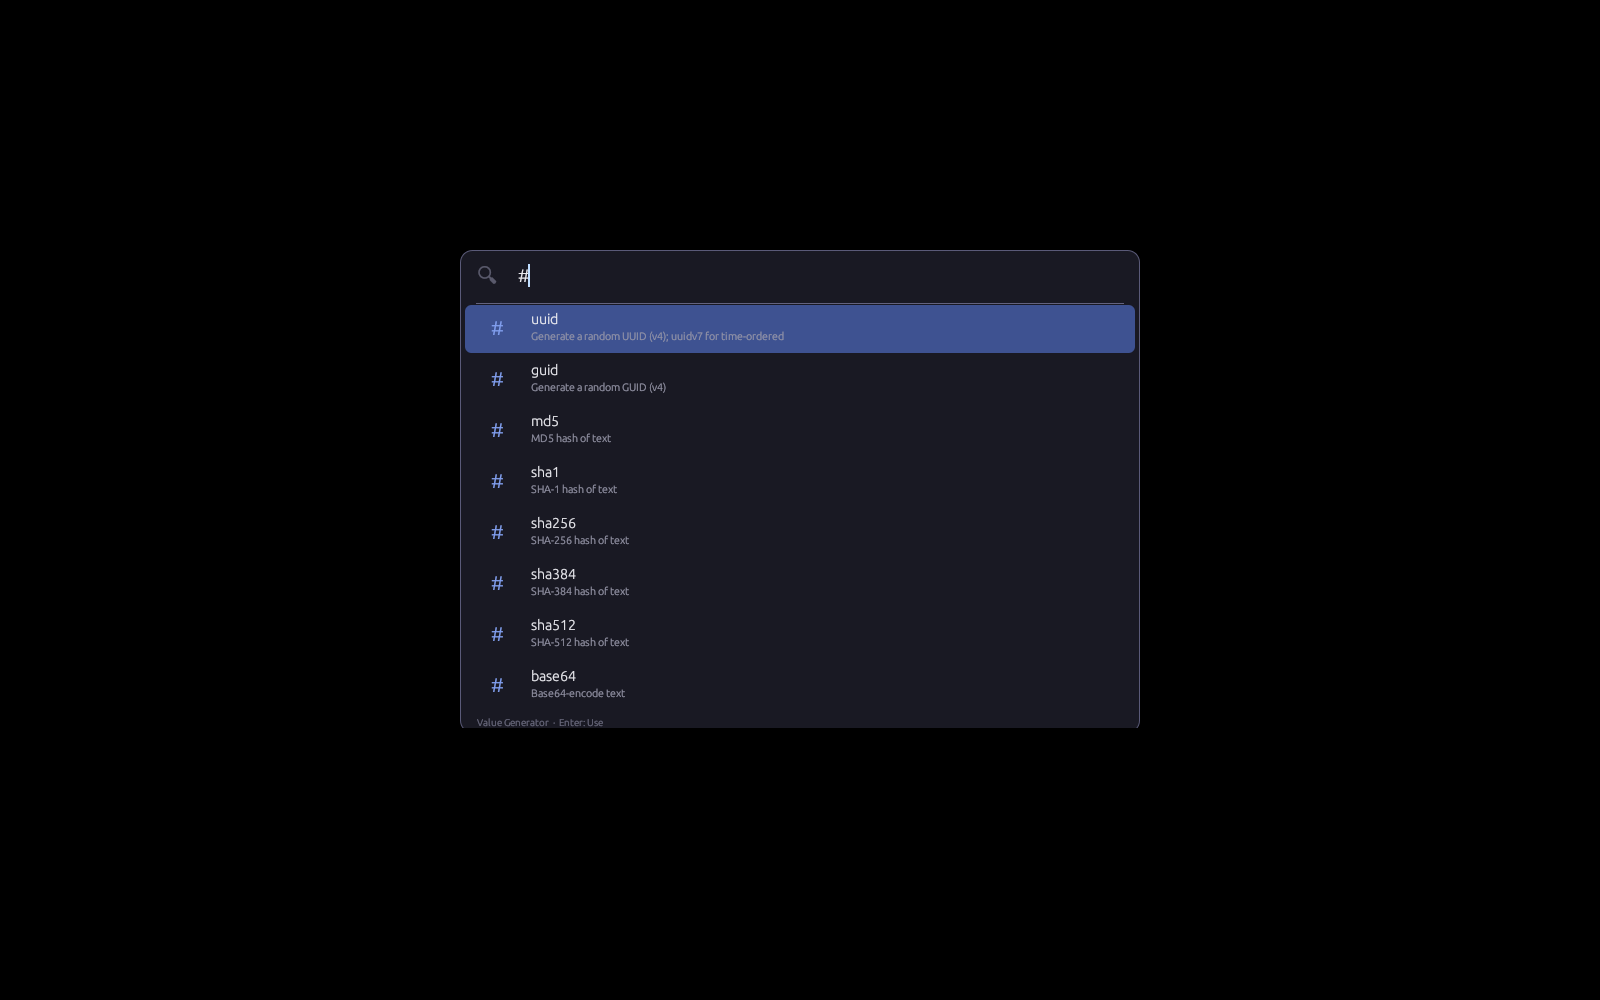 #
# uuid
Generate a random UUID (v4); uuidv7 for time-ordered
# guid
Generate a random GUID (v4)
# md5
MD5 hash of text
# sha1
SHA-1 hash of text
# sha256
SHA-256 hash of text
# sha384
SHA-384 hash of text
# sha512
SHA-512 hash of text
# base64
Base64-encode text
Value Generator · Enter: Use